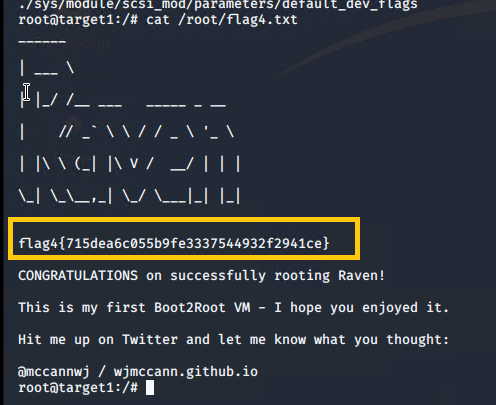 ./sys/module/scsi_mod/parameters/default_dev_flags
root@target1:/# cat /root/flag4.txt
______
| ___ \
| |_/ /__ ___   _____ _ __
|    // _` \ \ / / _ \ '_ \
| |\ \ (_| |\ V /  __/ | | |
\_| \_\__,_| \_/ \___|_| |_|
flag4{715dea6c055b9fe3337544932f2941ce}
CONGRATULATIONS on successfully rooting Raven!
This is my first Boot2Root VM - I hope you enjoyed it.
Hit me up on Twitter and let me know what you thought:
@mccannwj / wjmccann.github.io
root@target1:/#